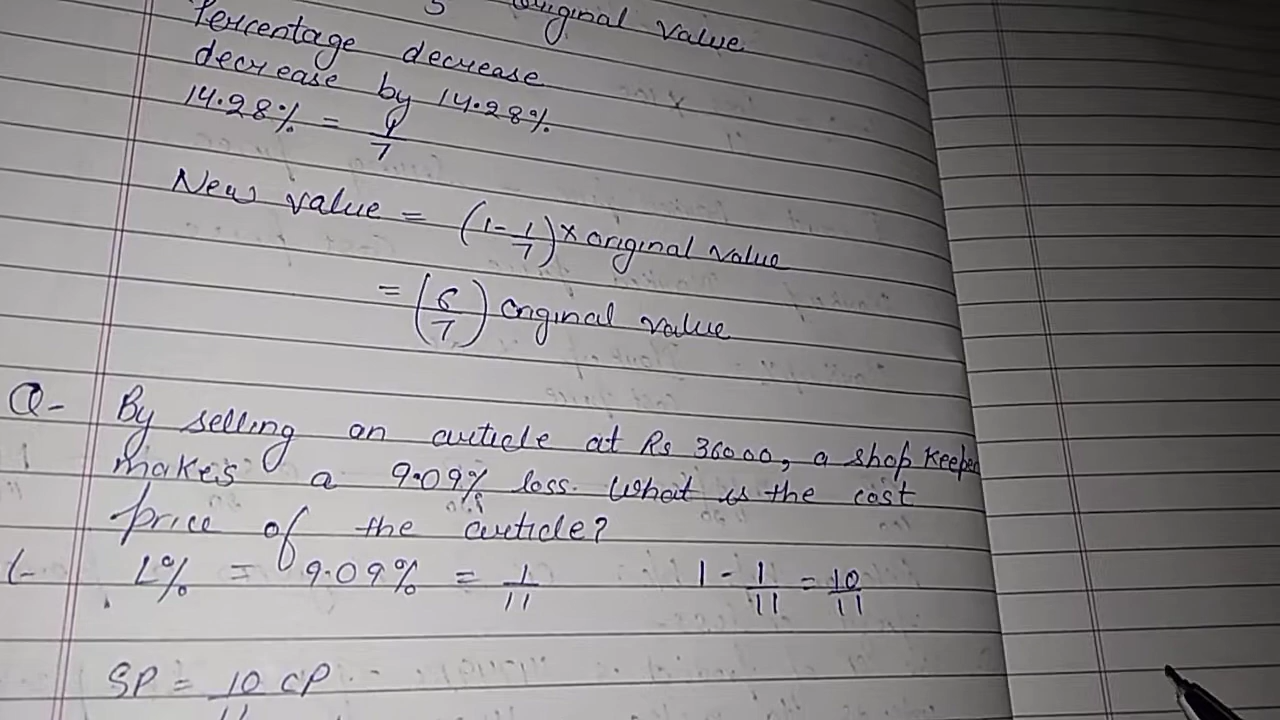 Original Value
Percentage decrease
decrease by 14.28%
14.28% = 1/7
New value = (1 - 1/7) × original value
= (6/7) original value
Q- By selling an article at Rs 36000, a shop keeper
makes a 9.09% loss. What is the cost
price of the article?
L% = 9.09% = 1/11 1 - 1/11 = 10/11
SP = 10/11 CP